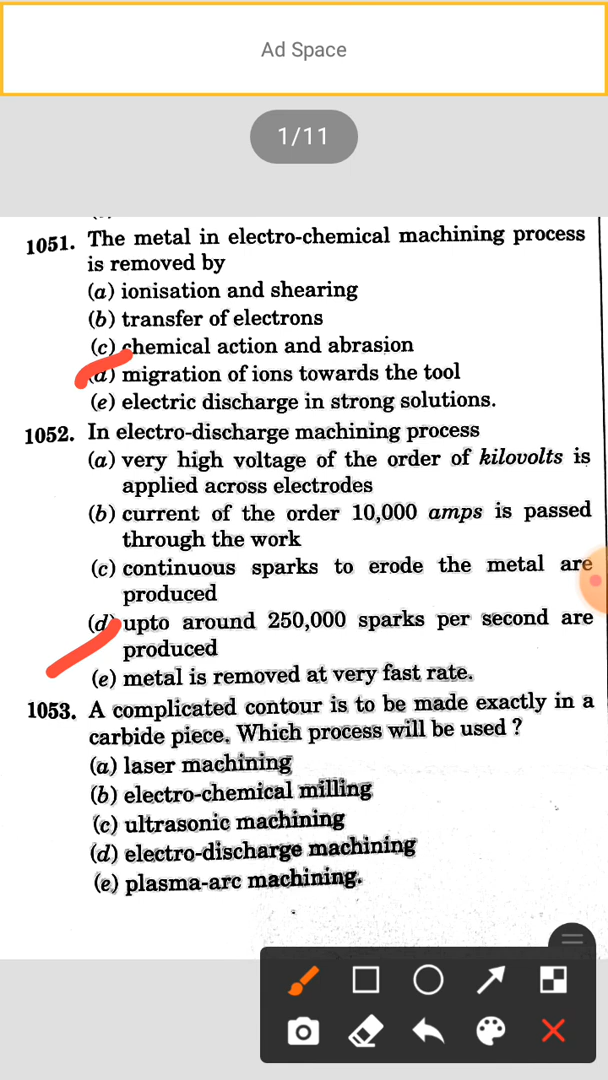 Ad Space
1/11
1051. The metal in electro-chemical machining process
is removed by
(a) ionisation and shearing
(b) transfer of electrons
(c) chemical action and abrasion
(d) migration of ions towards the tool
(e) electric discharge in strong solutions.
1052. In electro-discharge machining process
(a) very high voltage of the order of kilovolts is
applied across electrodes
(b) current of the order 10,000 amps is passed
through the work
(c) continuous sparks to erode the metal are
produced
(d) upto around 250,000 sparks per second are
produced
(e) metal is removed at very fast rate.
1053. A complicated contour is to be made exactly in a
carbide piece. Which process will be used ?
(a) laser machining
(b) electro-chemical milling
(c) ultrasonic machining
(d) electro-discharge machining
(e) plasma-arc machining.